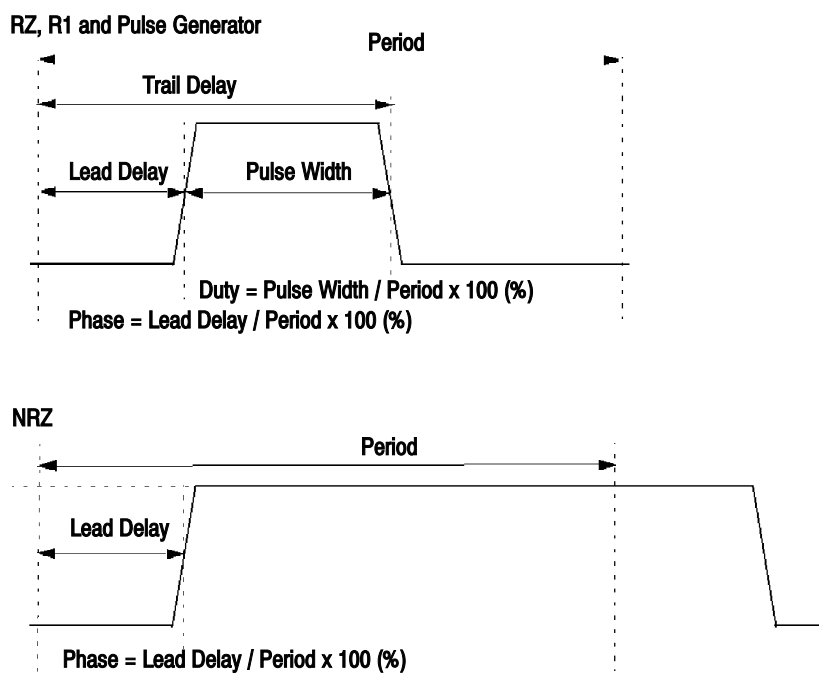 RZ, R1 and Pulse Generator
Period
Trail Delay
Lead Delay
Pulse Width
Duty = Pulse Width / Period x 100 (%)
Phase = Lead Delay / Period x 100 (%)
NRZ
Period
Lead Delay
Phase = Lead Delay / Period x 100 (%)